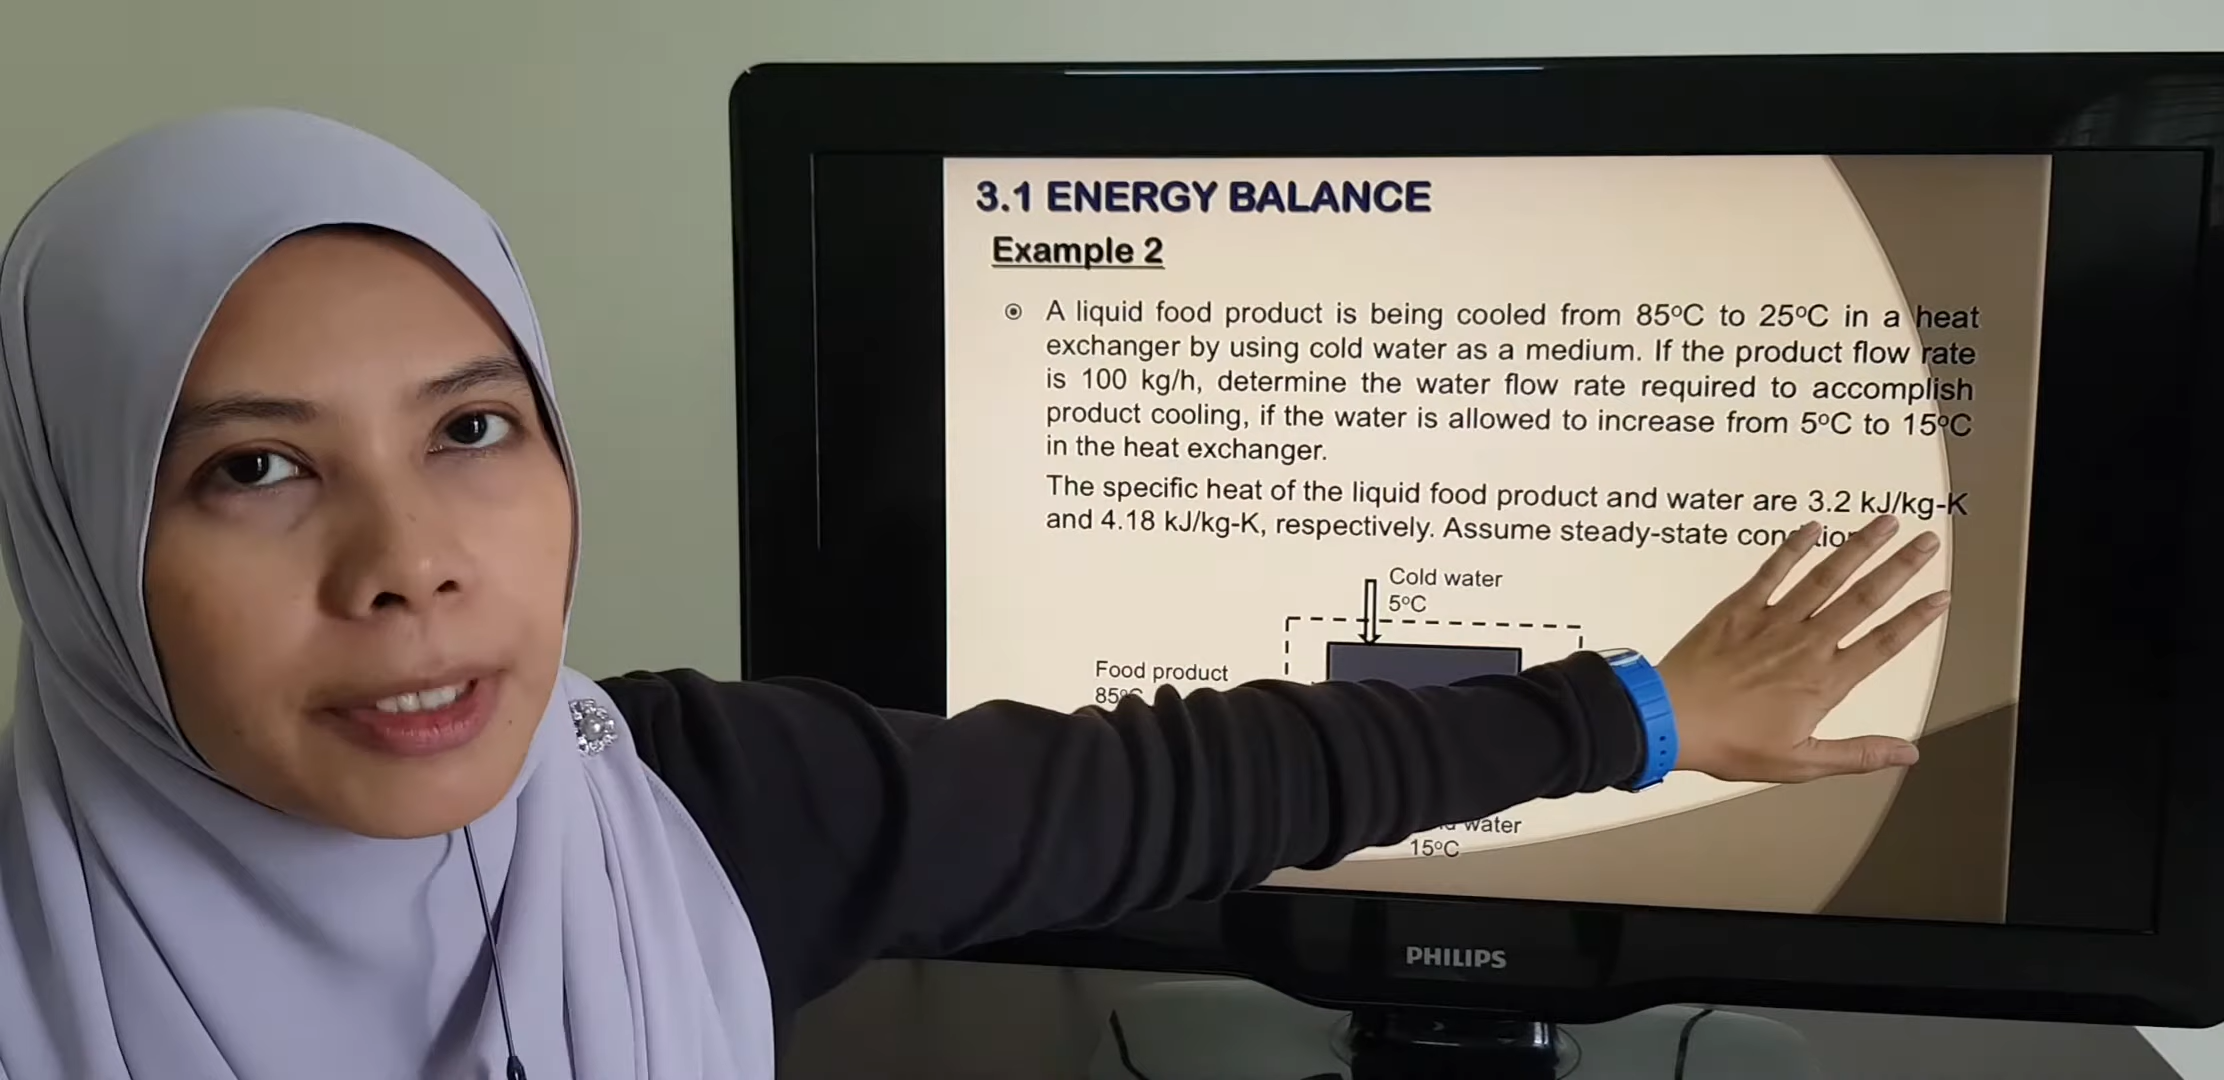 3.1 ENERGY BALANCE
Example 2
A liquid food product is being cooled from 85°C to 25°C in a heat
exchanger by using cold water as a medium. If the product flow rate
is 100 kg/h, determine the water flow rate required to accomplish
product cooling, if the water is allowed to increase from 5°C to 15°C
in the heat exchanger.
The specific heat of the liquid food product and water are 3.2 kJ/kg-K
and 4.18 kJ/kg-K, respectively. Assume steady-state
Cold water
5°C
Food product
85°C
water
15°C
PHILIPS